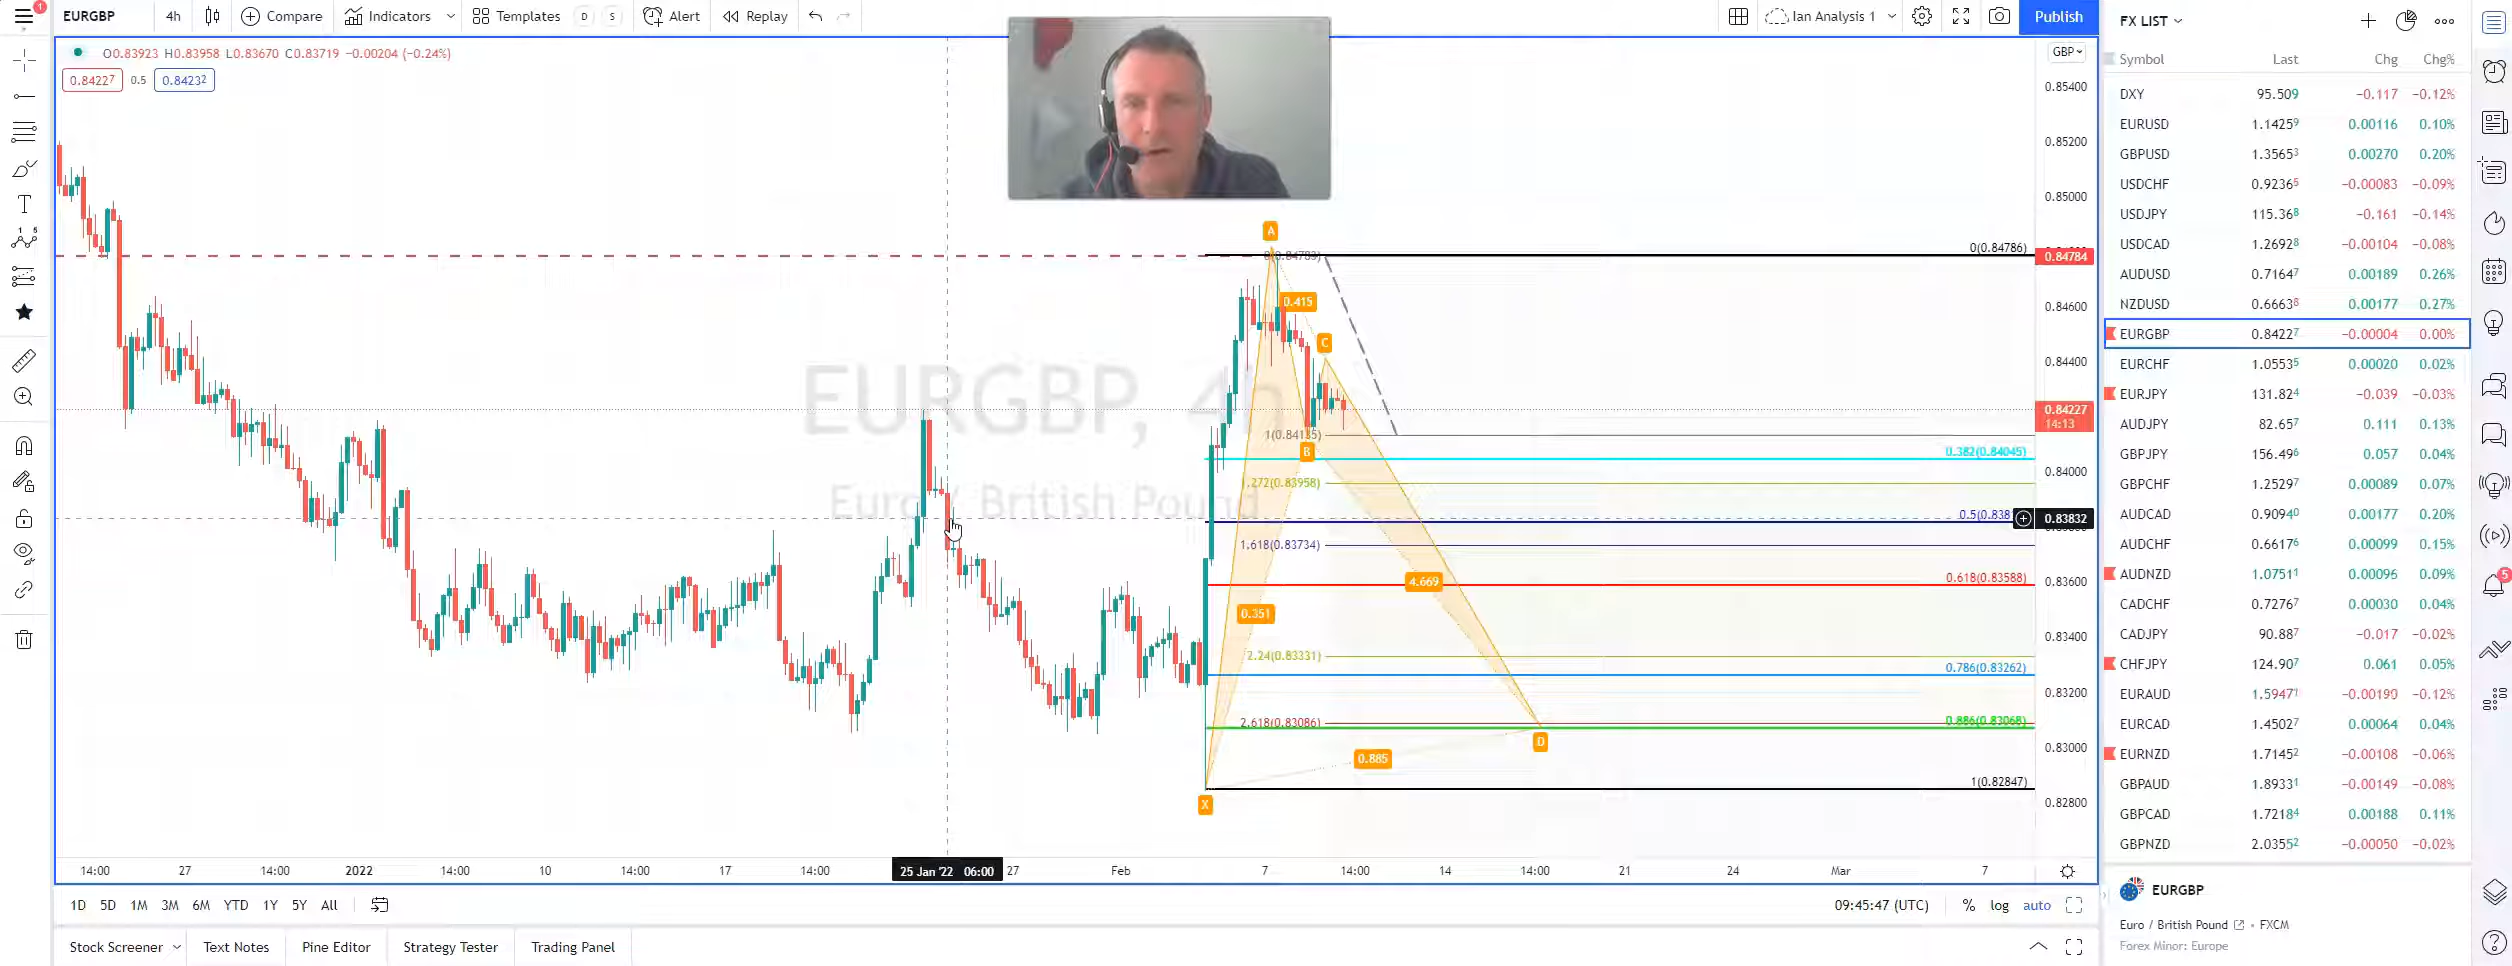 EURGBP 4h Compare Indicators Templates D S Alert Replay Ian Analysis 1 Publish
1
O0.83923 H0.83958 L0.83670 C0.83719 −0.00204 (−0.24%)
0.84227 0.5 0.84232
GBP
EURGBP, 4h
Euro / British Pound
0.85400
0.85200
0.85000
0.84784
0.84600
0.84400
0.84227
14:13
0.84000
0.83832
0.83600
0.83400
0.83200
0.83000
0.82800
A
0(0.84786)
0.415
C
1(0.84135)
B
0.382(0.84045)
1.272(0.83958)
1.618(0.83734)
0.618(0.83588)
4.669
0.351
2.24(0.83331)
0.786(0.83262)
2.618(0.83086)
0.886(0.83068)
D
0.885
1(0.82847)
X
14:00 27 14:00 2022 14:00 10 14:00 17 14:00 25 Jan '22 06:00 27 Feb 7 14:00 14 14:00 21 24 Mar 7
1D 5D 1M 3M 6M YTD 1Y 5Y All
09:45:47 (UTC) % log auto
Stock Screener Text Notes Pine Editor Strategy Tester Trading Panel
FX LIST
Symbol Last Chg Chg%
DXY 95.509 −0.117 −0.12%
EURUSD 1.14259 0.00116 0.10%
GBPUSD 1.35653 0.00270 0.20%
USDCHF 0.92365 −0.00083 −0.09%
USDJPY 115.368 −0.161 −0.14%
USDCAD 1.26928 −0.00104 −0.08%
AUDUSD 0.71647 0.00189 0.26%
NZDUSD 0.66638 0.00177 0.27%
EURGBP 0.84227 −0.00004 0.00%
EURCHF 1.05535 0.00020 0.02%
EURJPY 131.824 −0.039 −0.03%
AUDJPY 82.657 0.111 0.13%
GBPJPY 156.496 0.057 0.04%
GBPCHF 1.25297 0.00089 0.07%
AUDCAD 0.90940 0.00177 0.20%
AUDCHF 0.66176 0.00099 0.15%
AUDNZD 1.07511 0.00096 0.09%
CADCHF 0.72767 0.00030 0.04%
CADJPY 90.887 −0.017 −0.02%
CHFJPY 124.907 0.061 0.05%
EURAUD 1.59471 −0.00190 −0.12%
EURCAD 1.45027 0.00064 0.04%
EURNZD 1.71452 −0.00108 −0.06%
GBPAUD 1.89331 −0.00149 −0.08%
GBPCAD 1.72184 0.00188 0.11%
GBPNZD 2.03552 −0.00050 −0.02%
EURGBP
Euro / British Pound • FXCM
Forex Minor: Europe
5